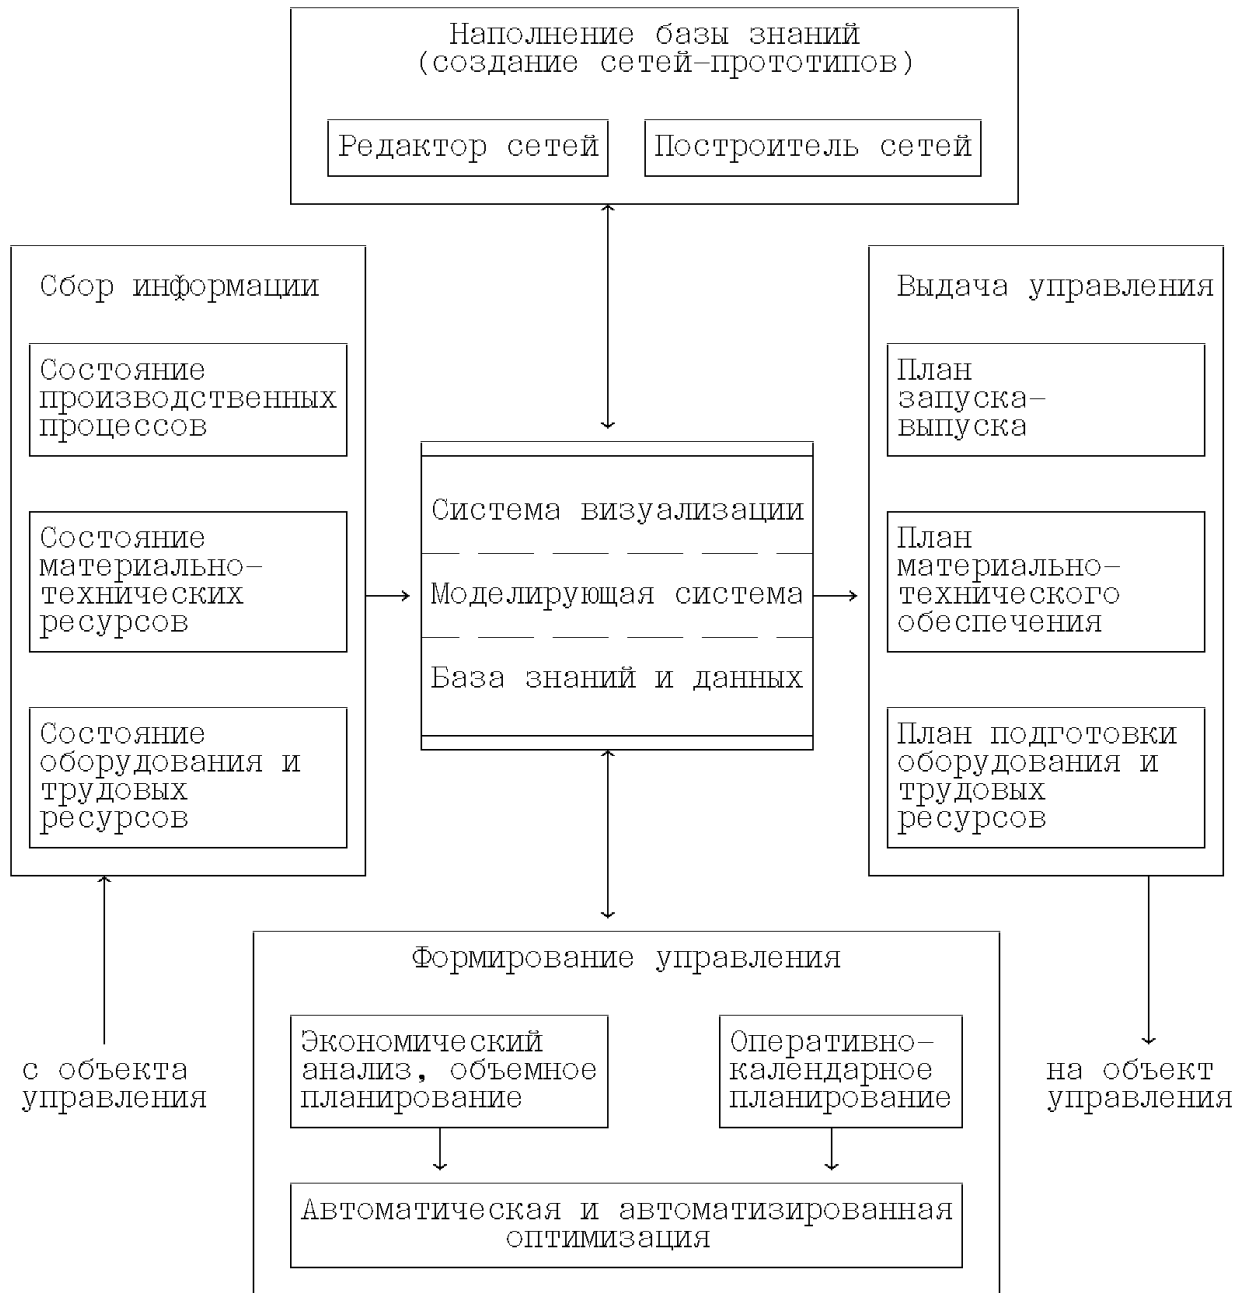 Наполнение базы знаний
(создание сетей-прототипов)
Редактор сетей
Построитель сетей
Сбор информации
Состояние
производственных
процессов
Состояние
материально-
технических
ресурсов
Состояние
оборудования и
трудовых
ресурсов
с объекта
управления
Система визуализации
Моделирующая система
База знаний и данных
Выдача управления
План
запуска-
выпуска
План
материально-
технического
обеспечения
План подготовки
оборудования и
трудовых
ресурсов
на объект
управления
Формирование управления
Экономический
анализ, объемное
планирование
Оперативно-
календарное
планирование
Автоматическая и автоматизированная
оптимизация